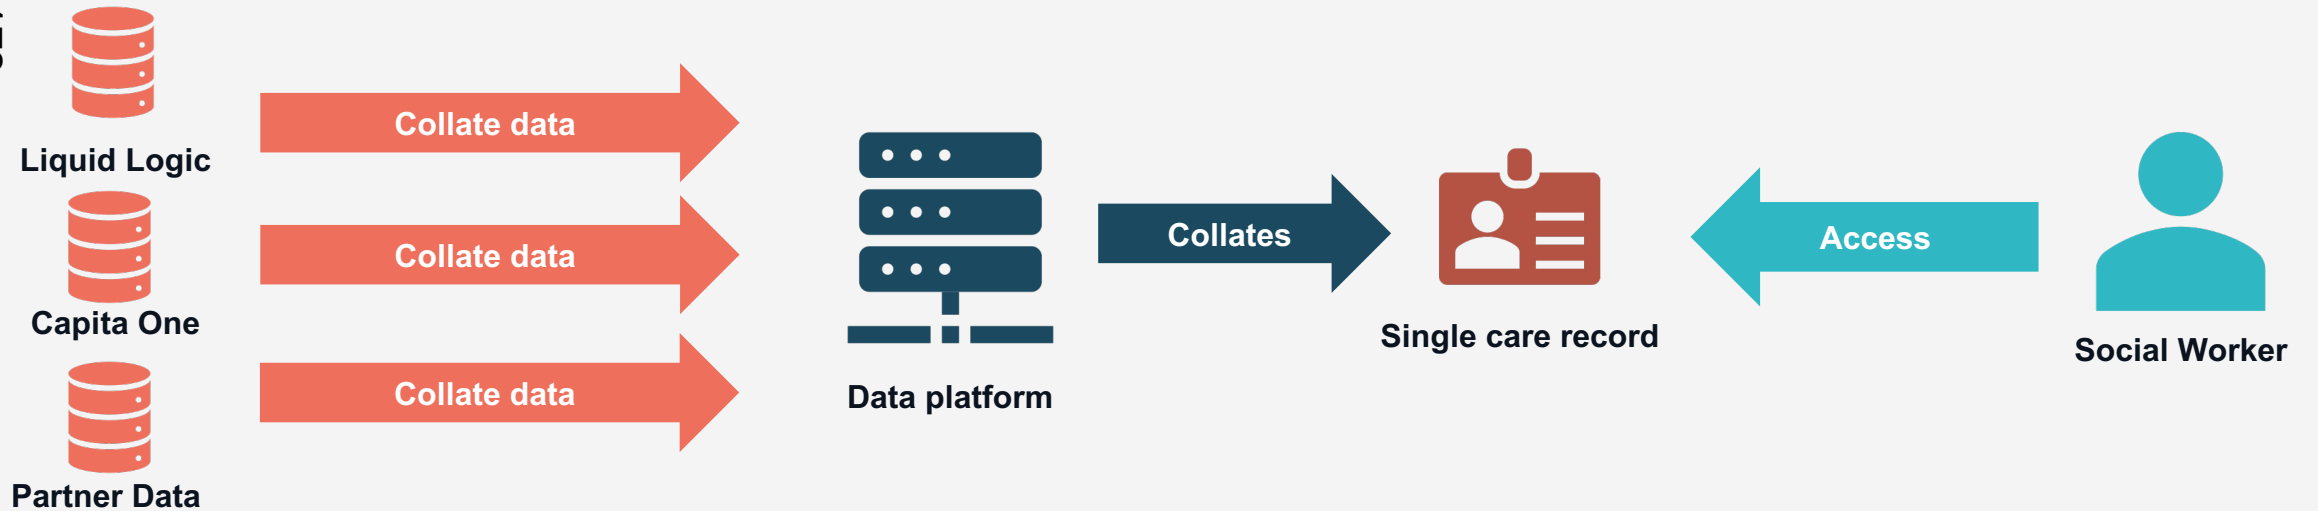 Liquid Logic
Collate data
Capita One
Collate data
Partner Data
Collate data
Data platform
Collates
Single care record
Access
Social Worker